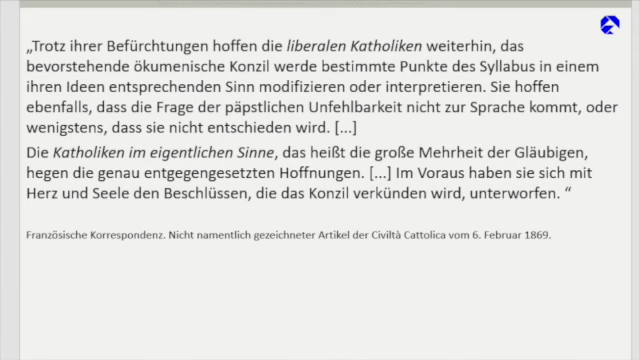 „Trotz ihrer Befürchtungen hoffen die liberalen Katholiken weiterhin, das
bevorstehende ökumenische Konzil werde bestimmte Punkte des Syllabus in einem
ihren Ideen entsprechenden Sinn modifizieren oder interpretieren. Sie hoffen
ebenfalls, dass die Frage der päpstlichen Unfehlbarkeit nicht zur Sprache kommt, oder
wenigstens, dass sie nicht entschieden wird. [...]
Die Katholiken im eigentlichen Sinne, das heißt die große Mehrheit der Gläubigen,
hegen die genau entgegengesetzten Hoffnungen. [...] Im Voraus haben sie sich mit
Herz und Seele den Beschlüssen, die das Konzil verkünden wird, unterworfen. “
Französische Korrespondenz. Nicht namentlich gezeichneter Artikel der Civiltà Cattolica vom 6. Februar 1869.